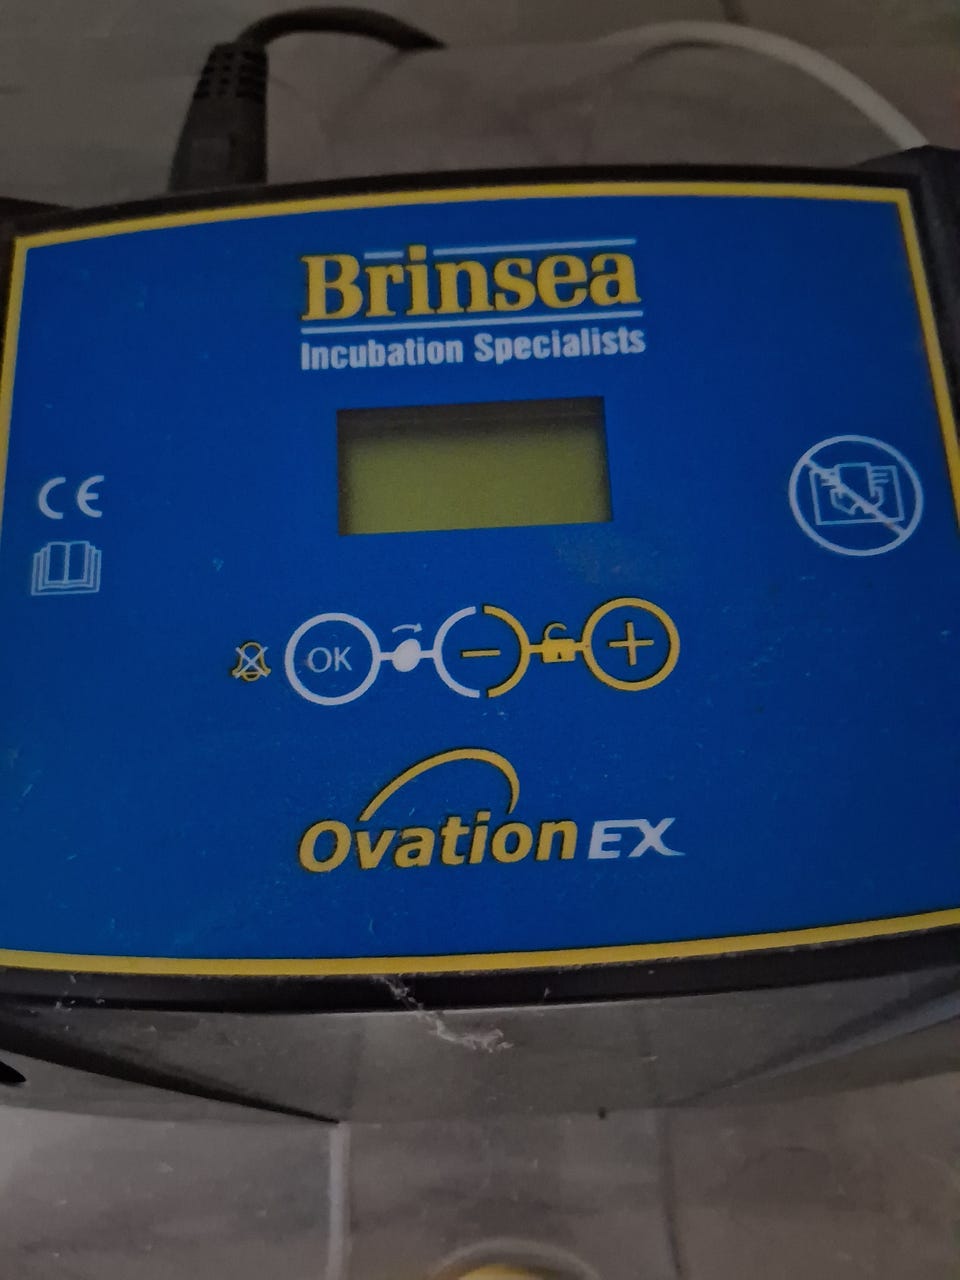 Brinsea
Incubation Specialists
CE
OK
Ovation EX